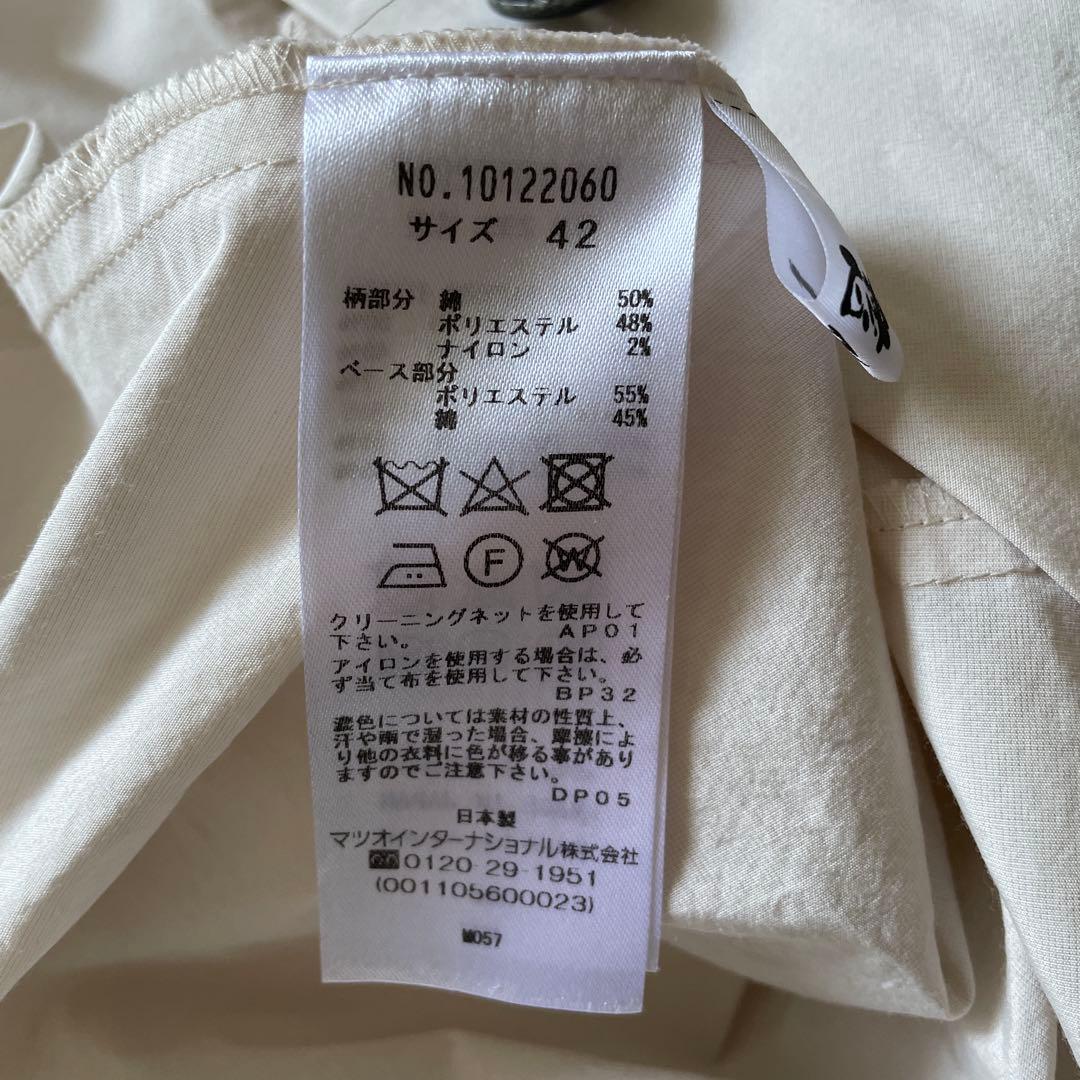 NO.10122060
サイズ 42
柄部分 綿 50%
ポリエステル 48%
ナイロン 2%
ベース部分
ポリエステル 55%
綿 45%
F
W
クリーニングネットを使用して
下さい。 AP01
アイロンを使用する場合は、必
ず当て布を使用して下さい。
BP32
濃色については素材の性質上、
汗や雨で湿った場合、摩擦によ
り他の衣料に色が移る事があり
ますのでご注意下さい。
DP05
日本製
マツオインターナショナル株式会社
0120-29-1951
(001105600023)
M057